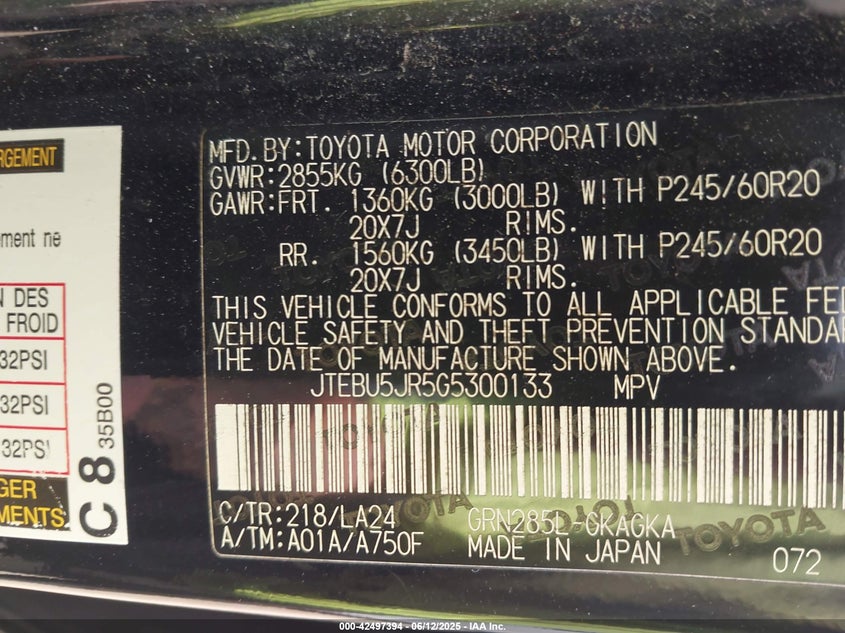 RGEMENT
ement ne
N DES
FROID
32PSI
32PSI
32PSI
GER
EMENTS
C 8 35B00
MFD.BY:TOYOTA MOTOR CORPORATION
GVWR:2855KG (6300LB)
GAWR:FRT. 1360KG (3000LB) WITH P245/60R20
20X7J RIMS.
RR. 1560KG (3450LB) WITH P245/60R20
20X7J RIMS.
THIS VEHICLE CONFORMS TO ALL APPLICABLE FED
VEHICLE SAFETY AND THEFT PREVENTION STANDAR
THE DATE OF MANUFACTURE SHOWN ABOVE.
JTEBU5JR5G5300133 MPV
C/TR:218/LA24 GRN285L-GKAGKA
A/TM:A01A/A750F MADE IN JAPAN 072
TOYOTA
TOYOTA
000-42497394 - 06/12/2025 - IAA Inc.